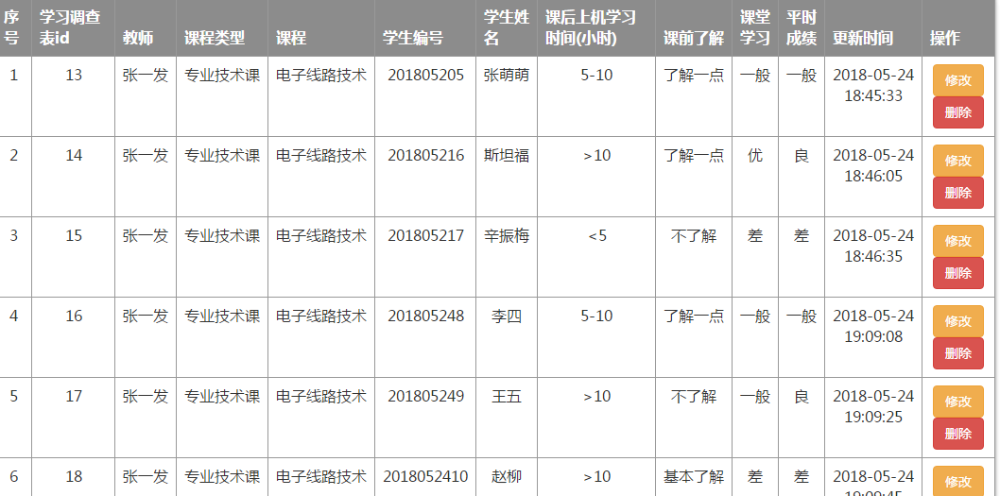 序号 学习调查表id 教师 课程类型 课程 学生编号 学生姓名 课后上机学习时间(小时) 课前了解 课堂学习 平时成绩 更新时间 操作
1 13 张一发 专业技术课 电子线路技术 201805205 张萌萌 5-10 了解一点 一般 一般 2018-05-24 18:45:33 修改
删除
2 14 张一发 专业技术课 电子线路技术 201805216 斯坦福 >10 了解一点 优 良 2018-05-24 18:46:05 修改
删除
3 15 张一发 专业技术课 电子线路技术 201805217 辛振梅 <5 不了解 差 差 2018-05-24 18:46:35 修改
删除
4 16 张一发 专业技术课 电子线路技术 201805248 李四 5-10 了解一点 一般 一般 2018-05-24 19:09:08 修改
删除
5 17 张一发 专业技术课 电子线路技术 201805249 王五 >10 不了解 一般 良 2018-05-24 19:09:25 修改
删除
6 18 张一发 专业技术课 电子线路技术 2018052410 赵柳 >10 基本了解 差 差 2018-05-24 修改